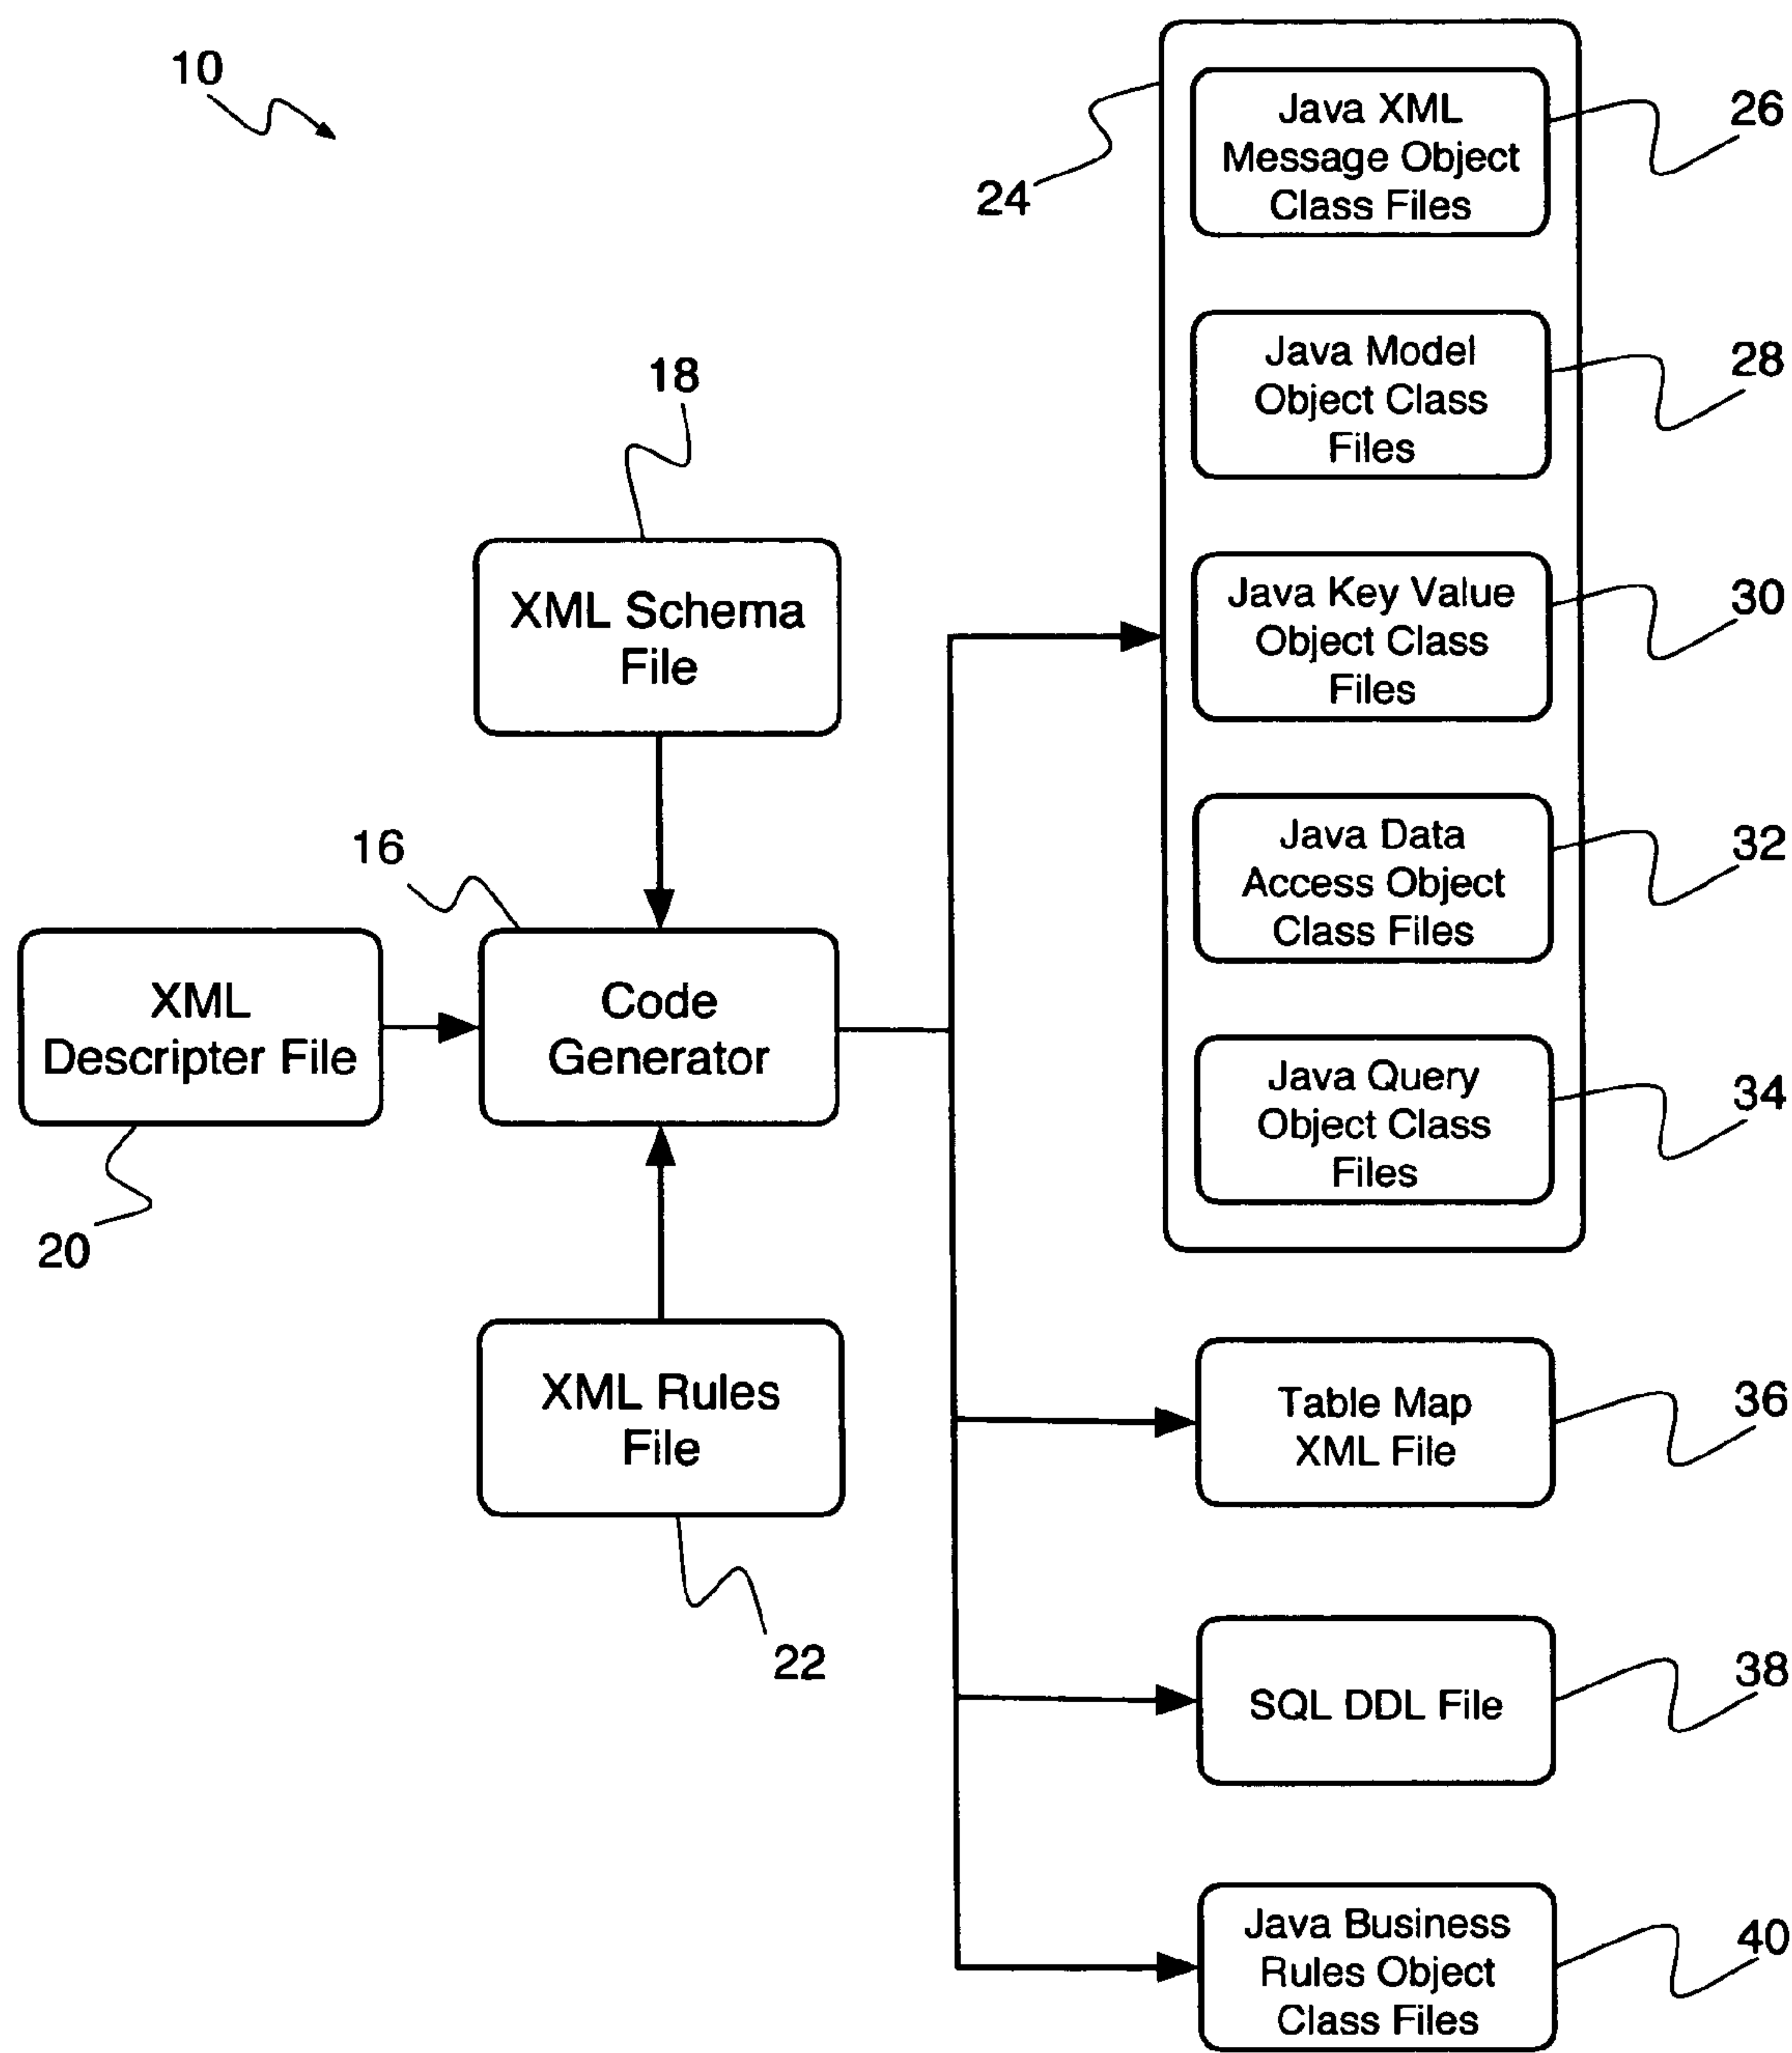 10
24
Java XML
Message Object
Class Files
26
Java Model
Object Class
Files
28
18
XML Schema
File
Java Key Value
Object Class
Files
30
16
Java Data
Access Object
Class Files
32
XML
Descripter File
20
Code
Generator
Java Query
Object Class
Files
34
XML Rules
File
22
Table Map
XML File
36
SQL DDL File
38
Java Business
Rules Object
Class Files
40